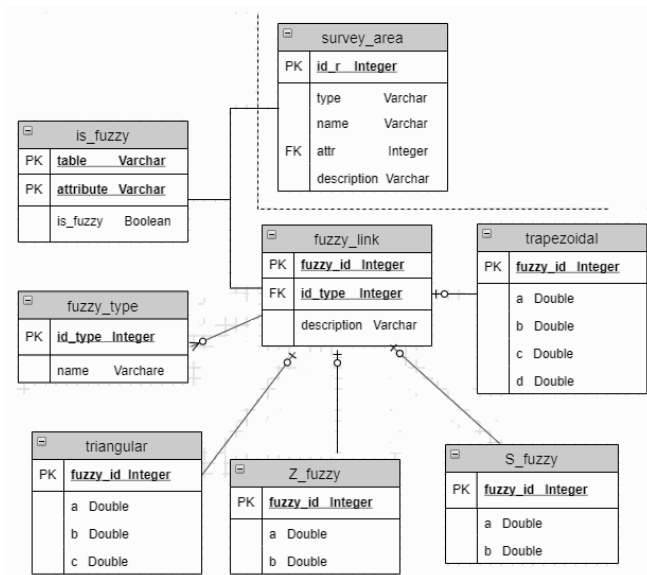 survey_area
PK id_r Integer
type Varchar
name Varchar
FK attr Integer
description Varchar
is_fuzzy
PK table Varchar
PK attribute Varchar
is_fuzzy Boolean
fuzzy_link
PK fuzzy_id Integer
FK id_type Integer
description Varchar
trapezoidal
PK fuzzy_id Integer
a Double
b Double
c Double
d Double
fuzzy_type
PK id_type Integer
name Varchare
triangular
PK fuzzy_id Integer
a Double
b Double
c Double
Z_fuzzy
PK fuzzy_id Integer
a Double
b Double
S_fuzzy
PK fuzzy_id Integer
a Double
b Double